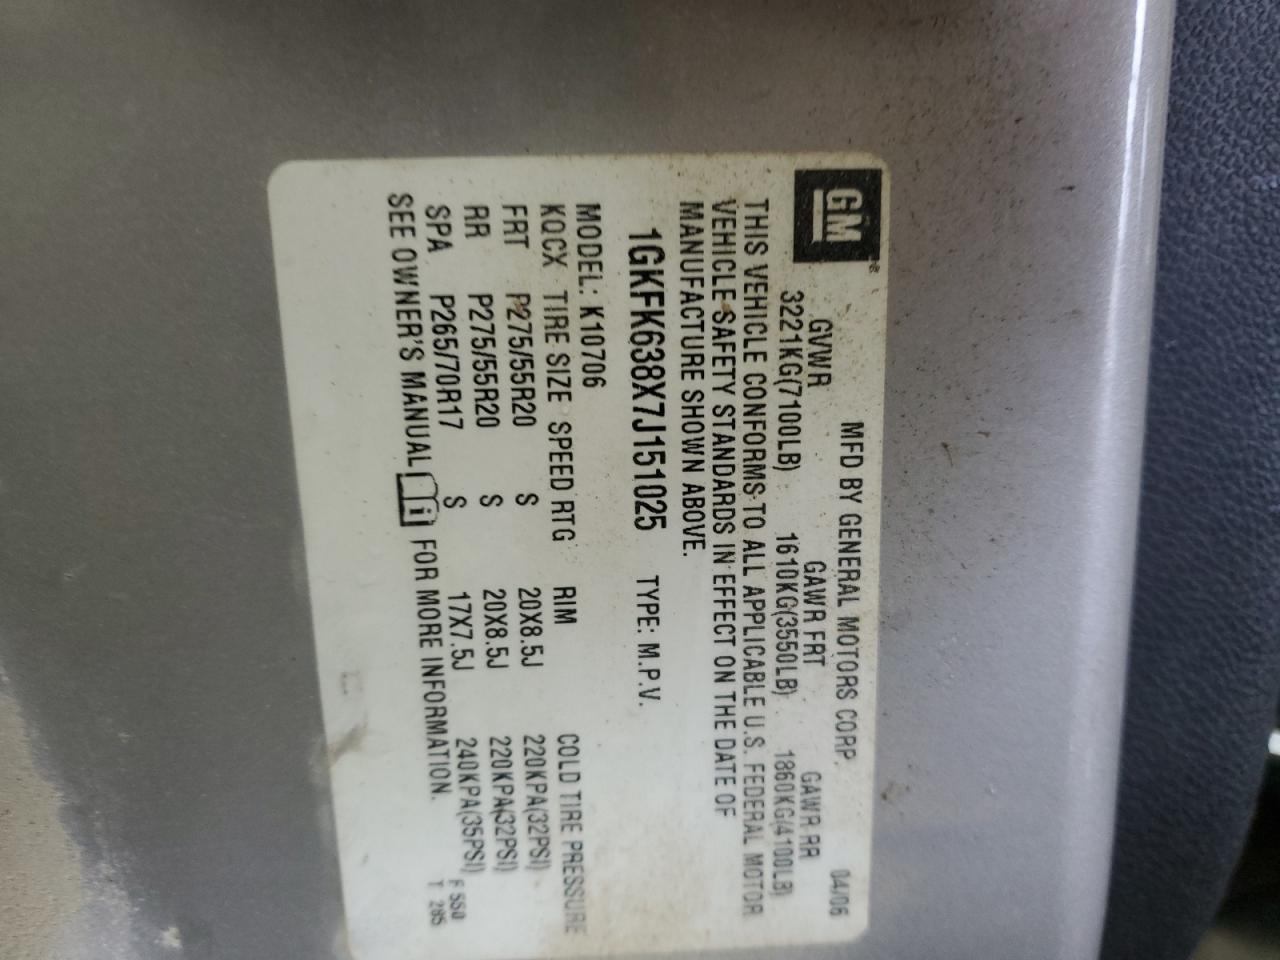 GM
MFD BY GENERAL MOTORS CORP. 04/06
GVWR GAWR FRT GAWR RR
3221KG(7100LB) 1610KG(3550LB) 1860KG(4100LB)
THIS VEHICLE CONFORMS TO ALL APPLICABLE U.S. FEDERAL MOTOR
VEHICLE SAFETY STANDARDS IN EFFECT ON THE DATE OF
MANUFACTURE SHOWN ABOVE.
1GKFK638X7J151025 TYPE: M.P.V.
MODEL: K10706
KQCX TIRE SIZE SPEED RTG RIM COLD TIRE PRESSURE
FRT P275/55R20 S 20X8.5J 220KPA(32PSI)
RR P275/55R20 S 20X8.5J 220KPA(32PSI)
SPA P265/70R17 S 17X7.5J 240KPA(35PSI)
SEE OWNER'S MANUAL i FOR MORE INFORMATION.
F 550
T 285